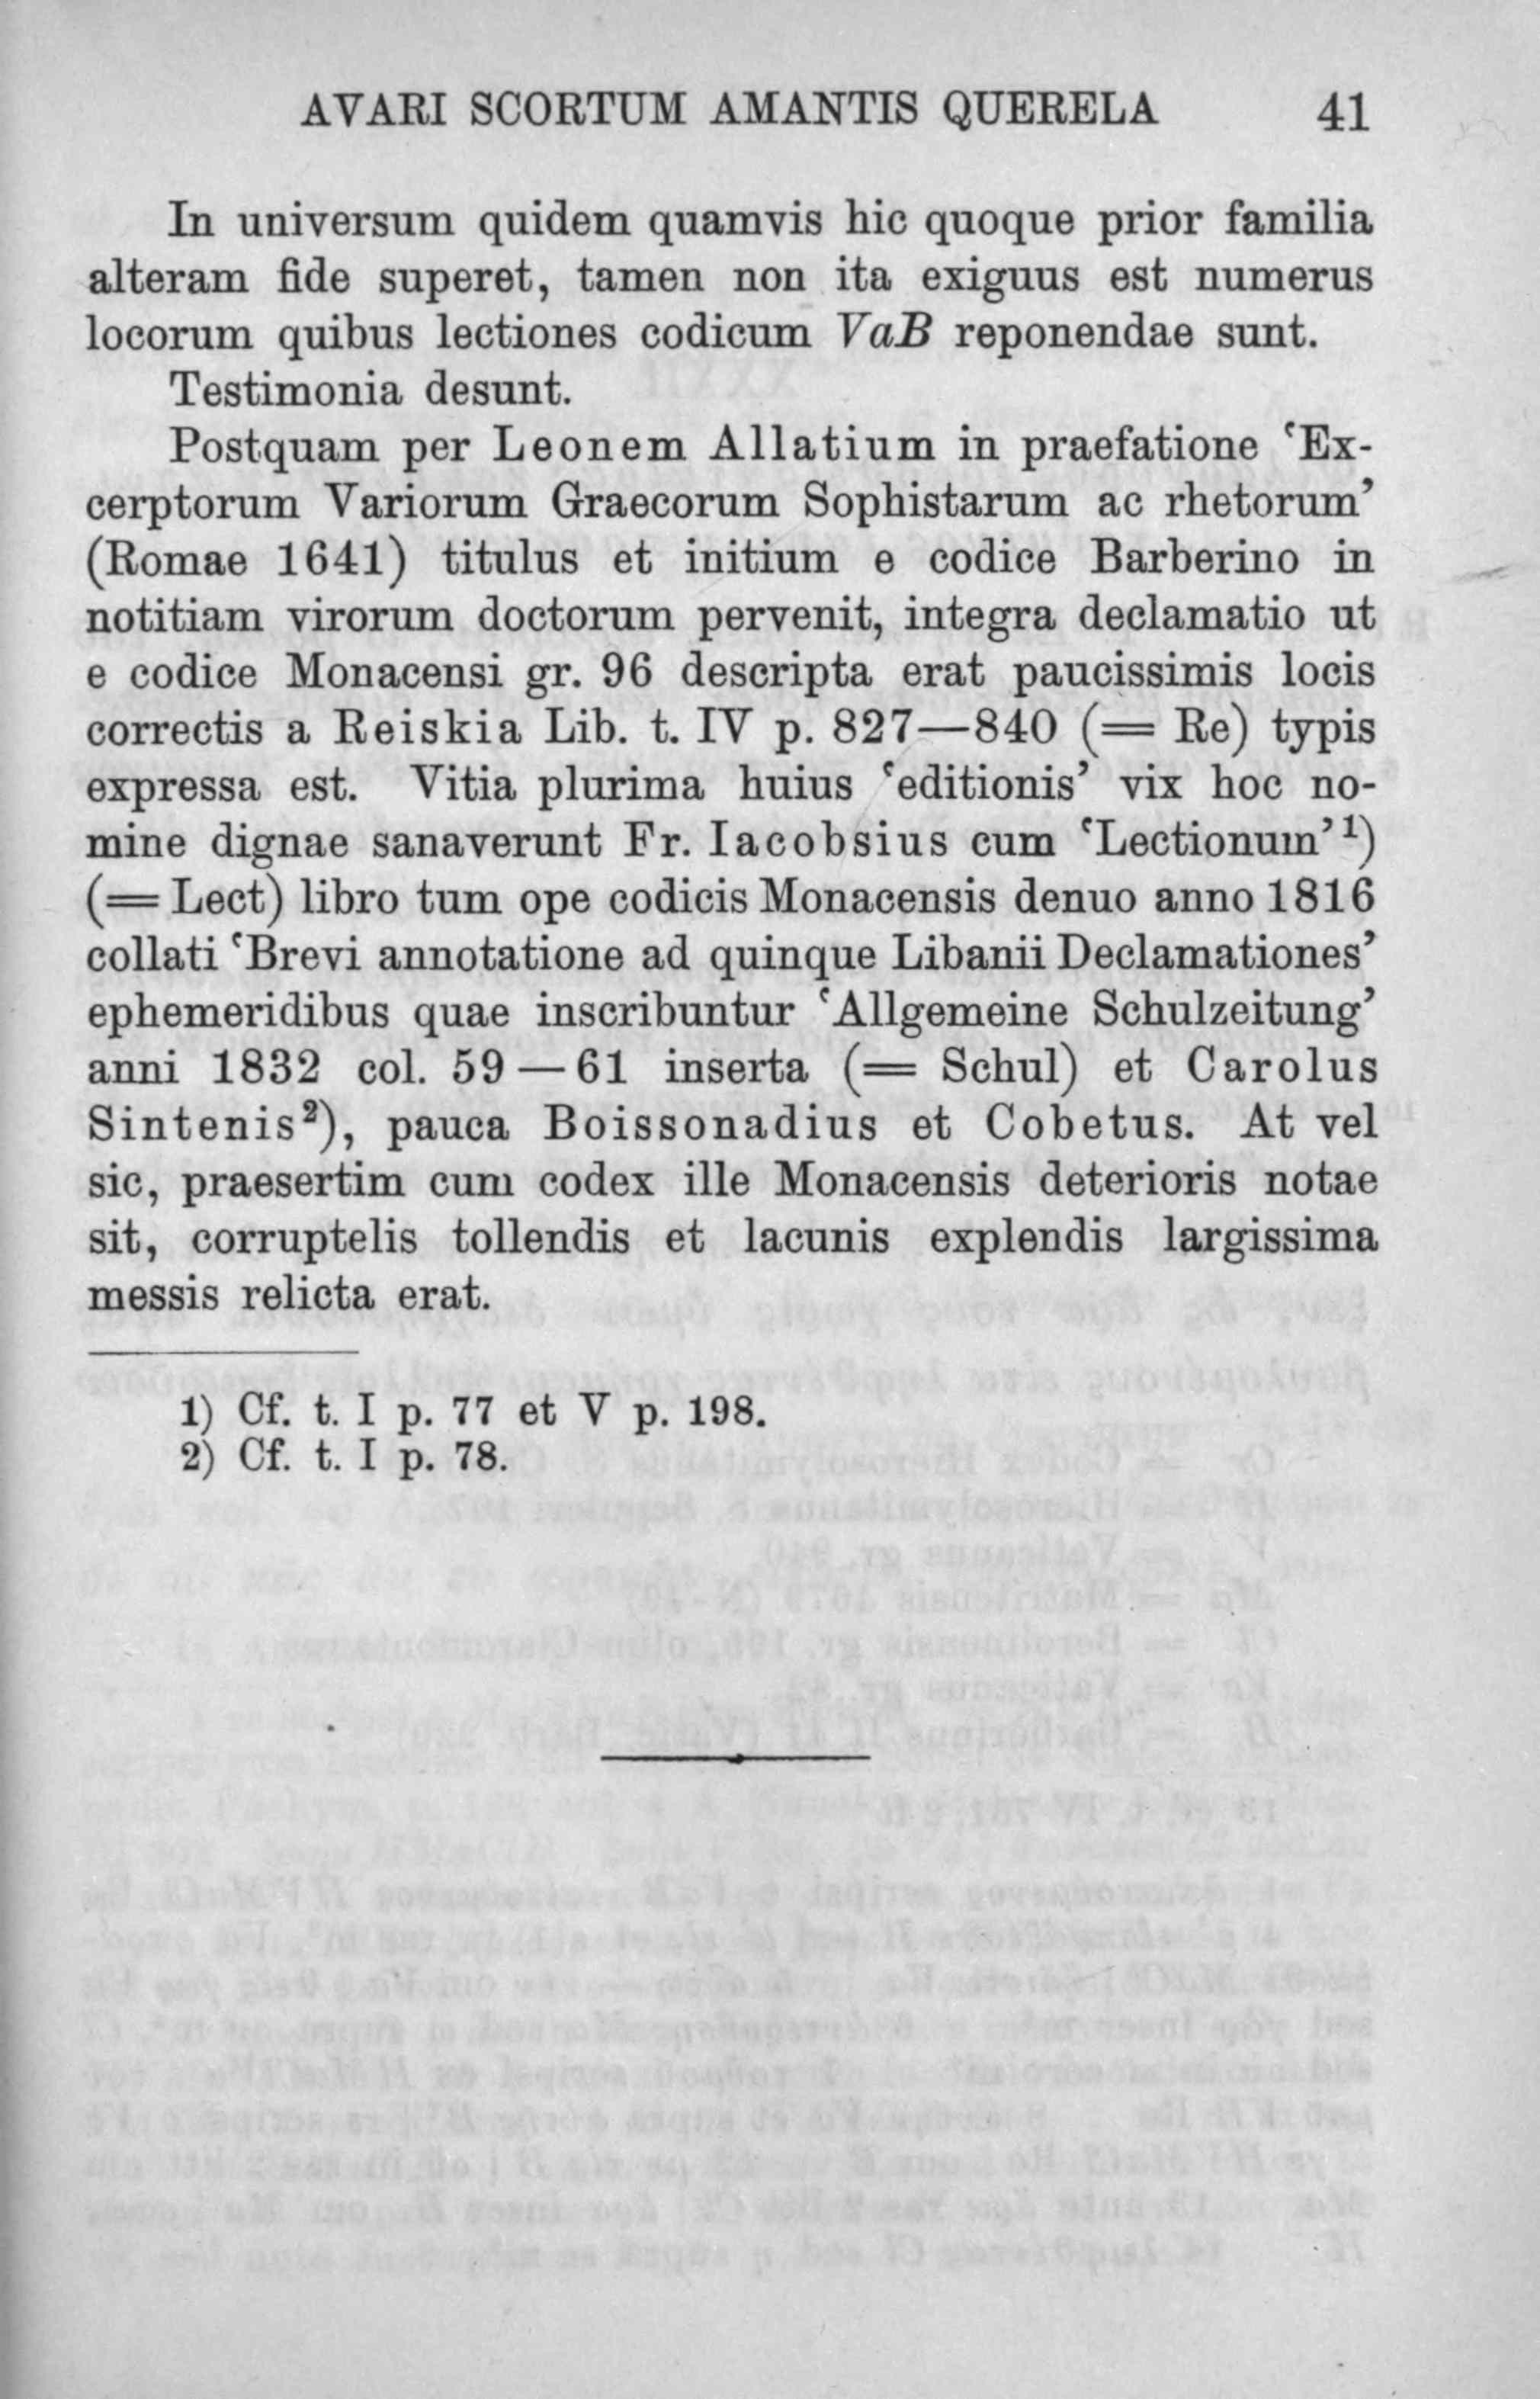 AVARI SCORTUM AMANTIS QUERELA 41
In universum quidem quamvis hic quoque prior familia
alteram fide superet, tamen non ita exiguus est numerus
locorum quibus lectiones codicum VaB reponendae sunt.
Testimonia desunt.
Postquam per Leonem Allatium in praefatione ‛Ex-
cerptorum Variorum Graecorum Sophistarum ac rhetorum’
(Romae 1641) titulus et initium e codice Barberino in
notitiam virorum doctorum pervenit, integra declamatio ut
e codice Monacensi gr. 96 descripta erat paucissimis locis
correctis a Reiskia Lib. t. IV p. 827—840 (= Re) typis
expressa est. Vitia plurima huius ‛editionis’ vix hoc no-
mine dignae sanaverunt Fr. Iacobsius cum ‛Lectionum’¹)
(= Lect) libro tum ope codicis Monacensis denuo anno 1816
collati ‛Brevi annotatione ad quinque Libanii Declamationes’
ephemeridibus quae inscribuntur ‛Allgemeine Schulzeitung’
anni 1832 col. 59—61 inserta (= Schul) et Carolus
Sintenis²), pauca Boissonadius et Cobetus. At vel
sic, praesertim cum codex ille Monacensis deterioris notae
sit, corruptelis tollendis et lacunis explendis largissima
messis relicta erat.
1) Cf. t. I p. 77 et V p. 198.
2) Cf. t. I p. 78.